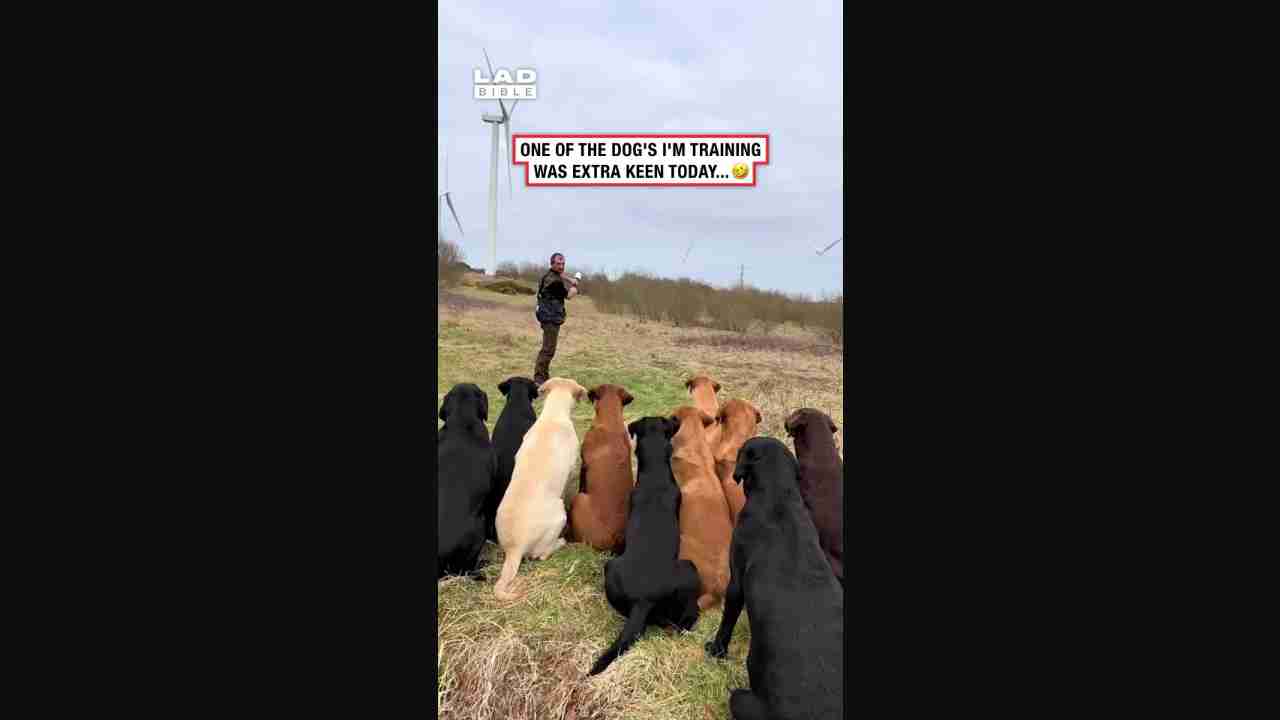 LAD
BIBLE
ONE OF THE DOG'S I'M TRAINING
WAS EXTRA KEEN TODAY...🤣